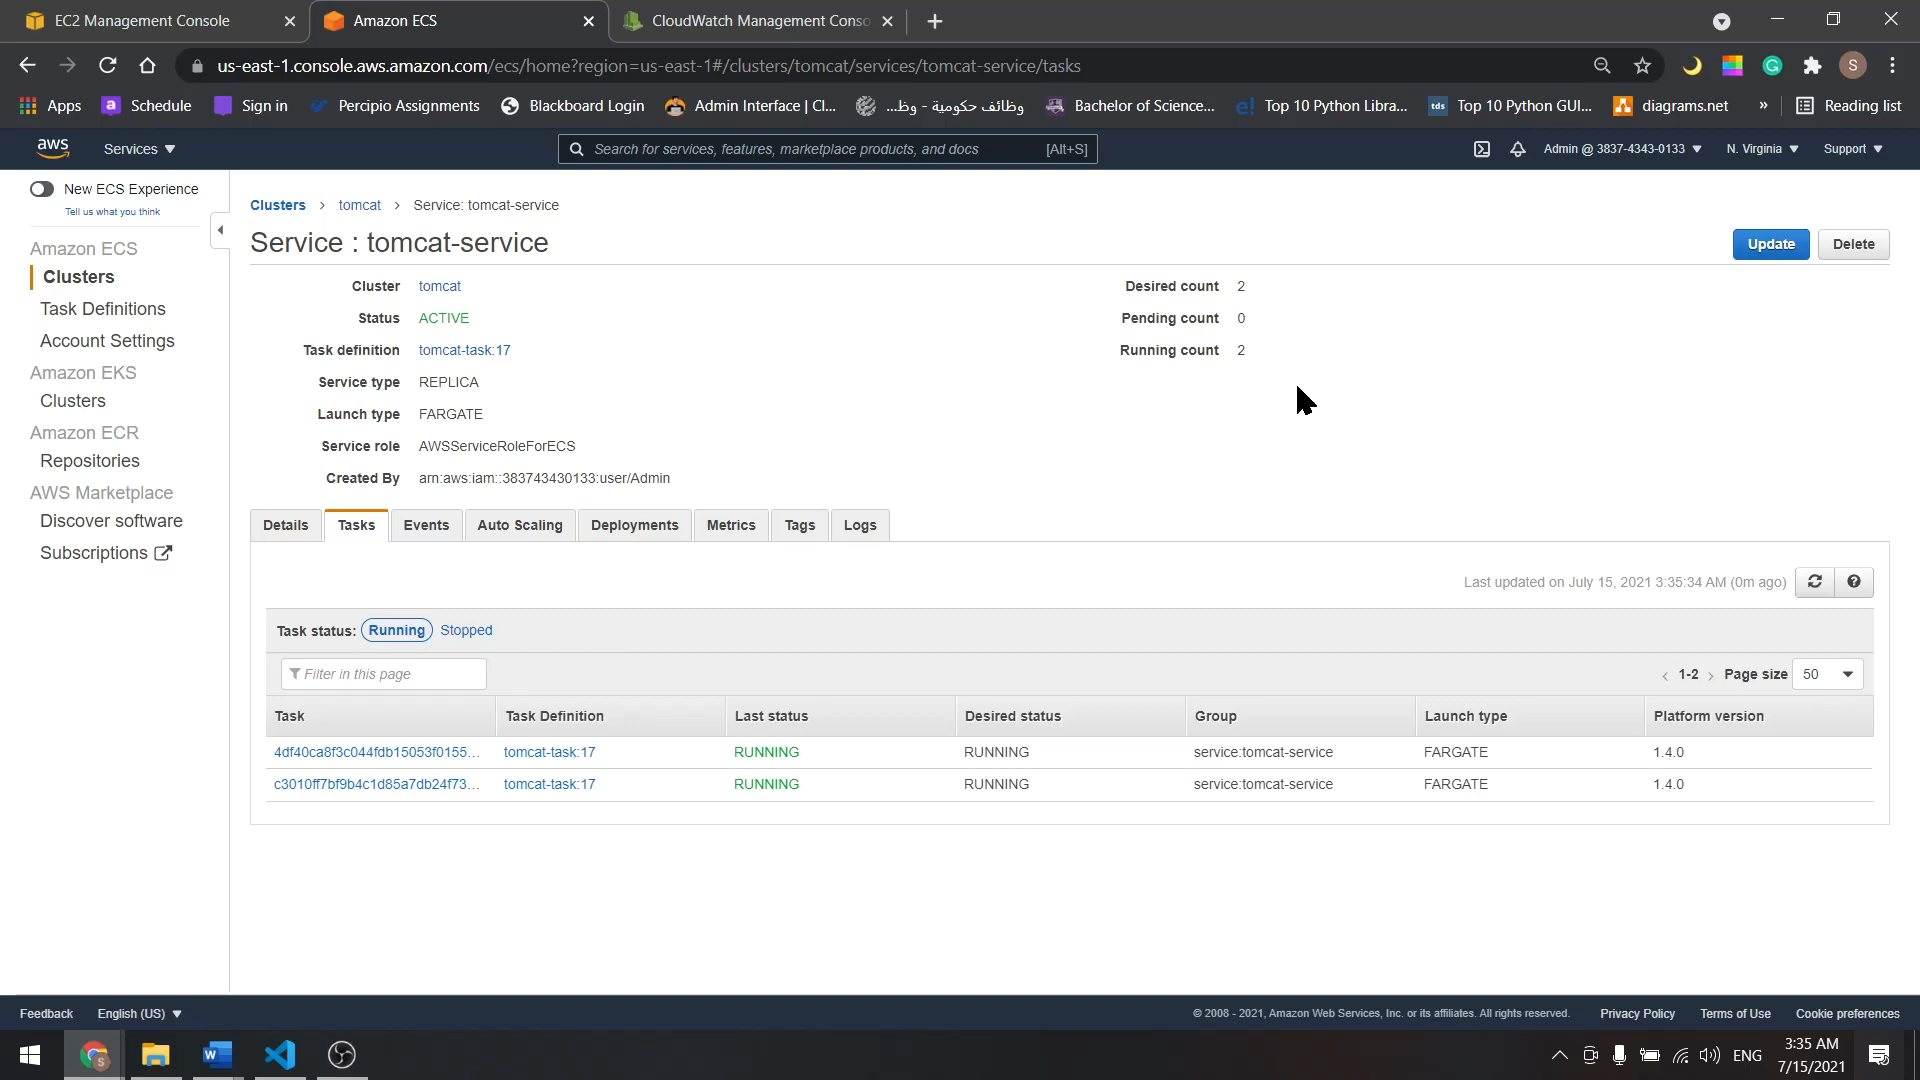 EC2 Management Console
Amazon ECS
CloudWatch Management Conso
us-east-1.console.aws.amazon.com/ecs/home?region=us-east-1#/clusters/tomcat/services/tomcat-service/tasks
S
Apps
a Schedule
Sign in
Percipio Assignments
Blackboard Login
Admin Interface | Cl...
وظائف حكومية - وظ...
Bachelor of Science...
e! Top 10 Python Libra...
tds Top 10 Python GUI...
diagrams.net
»
Reading list
aws
Services
Search for services, features, marketplace products, and docs [Alt+S]
Admin @ 3837-4343-0133
N. Virginia
Support
New ECS Experience
Tell us what you think
Amazon ECS
Clusters
Task Definitions
Account Settings
Amazon EKS
Clusters
Amazon ECR
Repositories
AWS Marketplace
Discover software
Subscriptions
Clusters > tomcat > Service: tomcat-service
Service : tomcat-service
Update Delete
Cluster tomcat
Status ACTIVE
Task definition tomcat-task:17
Service type REPLICA
Launch type FARGATE
Service role AWSServiceRoleForECS
Created By arn:aws:iam::383743430133:user/Admin
Desired count 2
Pending count 0
Running count 2
Details Tasks Events Auto Scaling Deployments Metrics Tags Logs
Last updated on July 15, 2021 3:35:34 AM (0m ago)
Task status: Running Stopped
Filter in this page
< 1-2 > Page size 50
Task Task Definition Last status Desired status Group Launch type Platform version
4df40ca8f3c044fdb15053f0155... tomcat-task:17 RUNNING RUNNING service:tomcat-service FARGATE 1.4.0
c3010ff7bf9b4c1d85a7db24f73... tomcat-task:17 RUNNING RUNNING service:tomcat-service FARGATE 1.4.0
Feedback English (US)
© 2008 - 2021, Amazon Web Services, Inc. or its affiliates. All rights reserved. Privacy Policy Terms of Use Cookie preferences
ENG
3:35 AM
7/15/2021